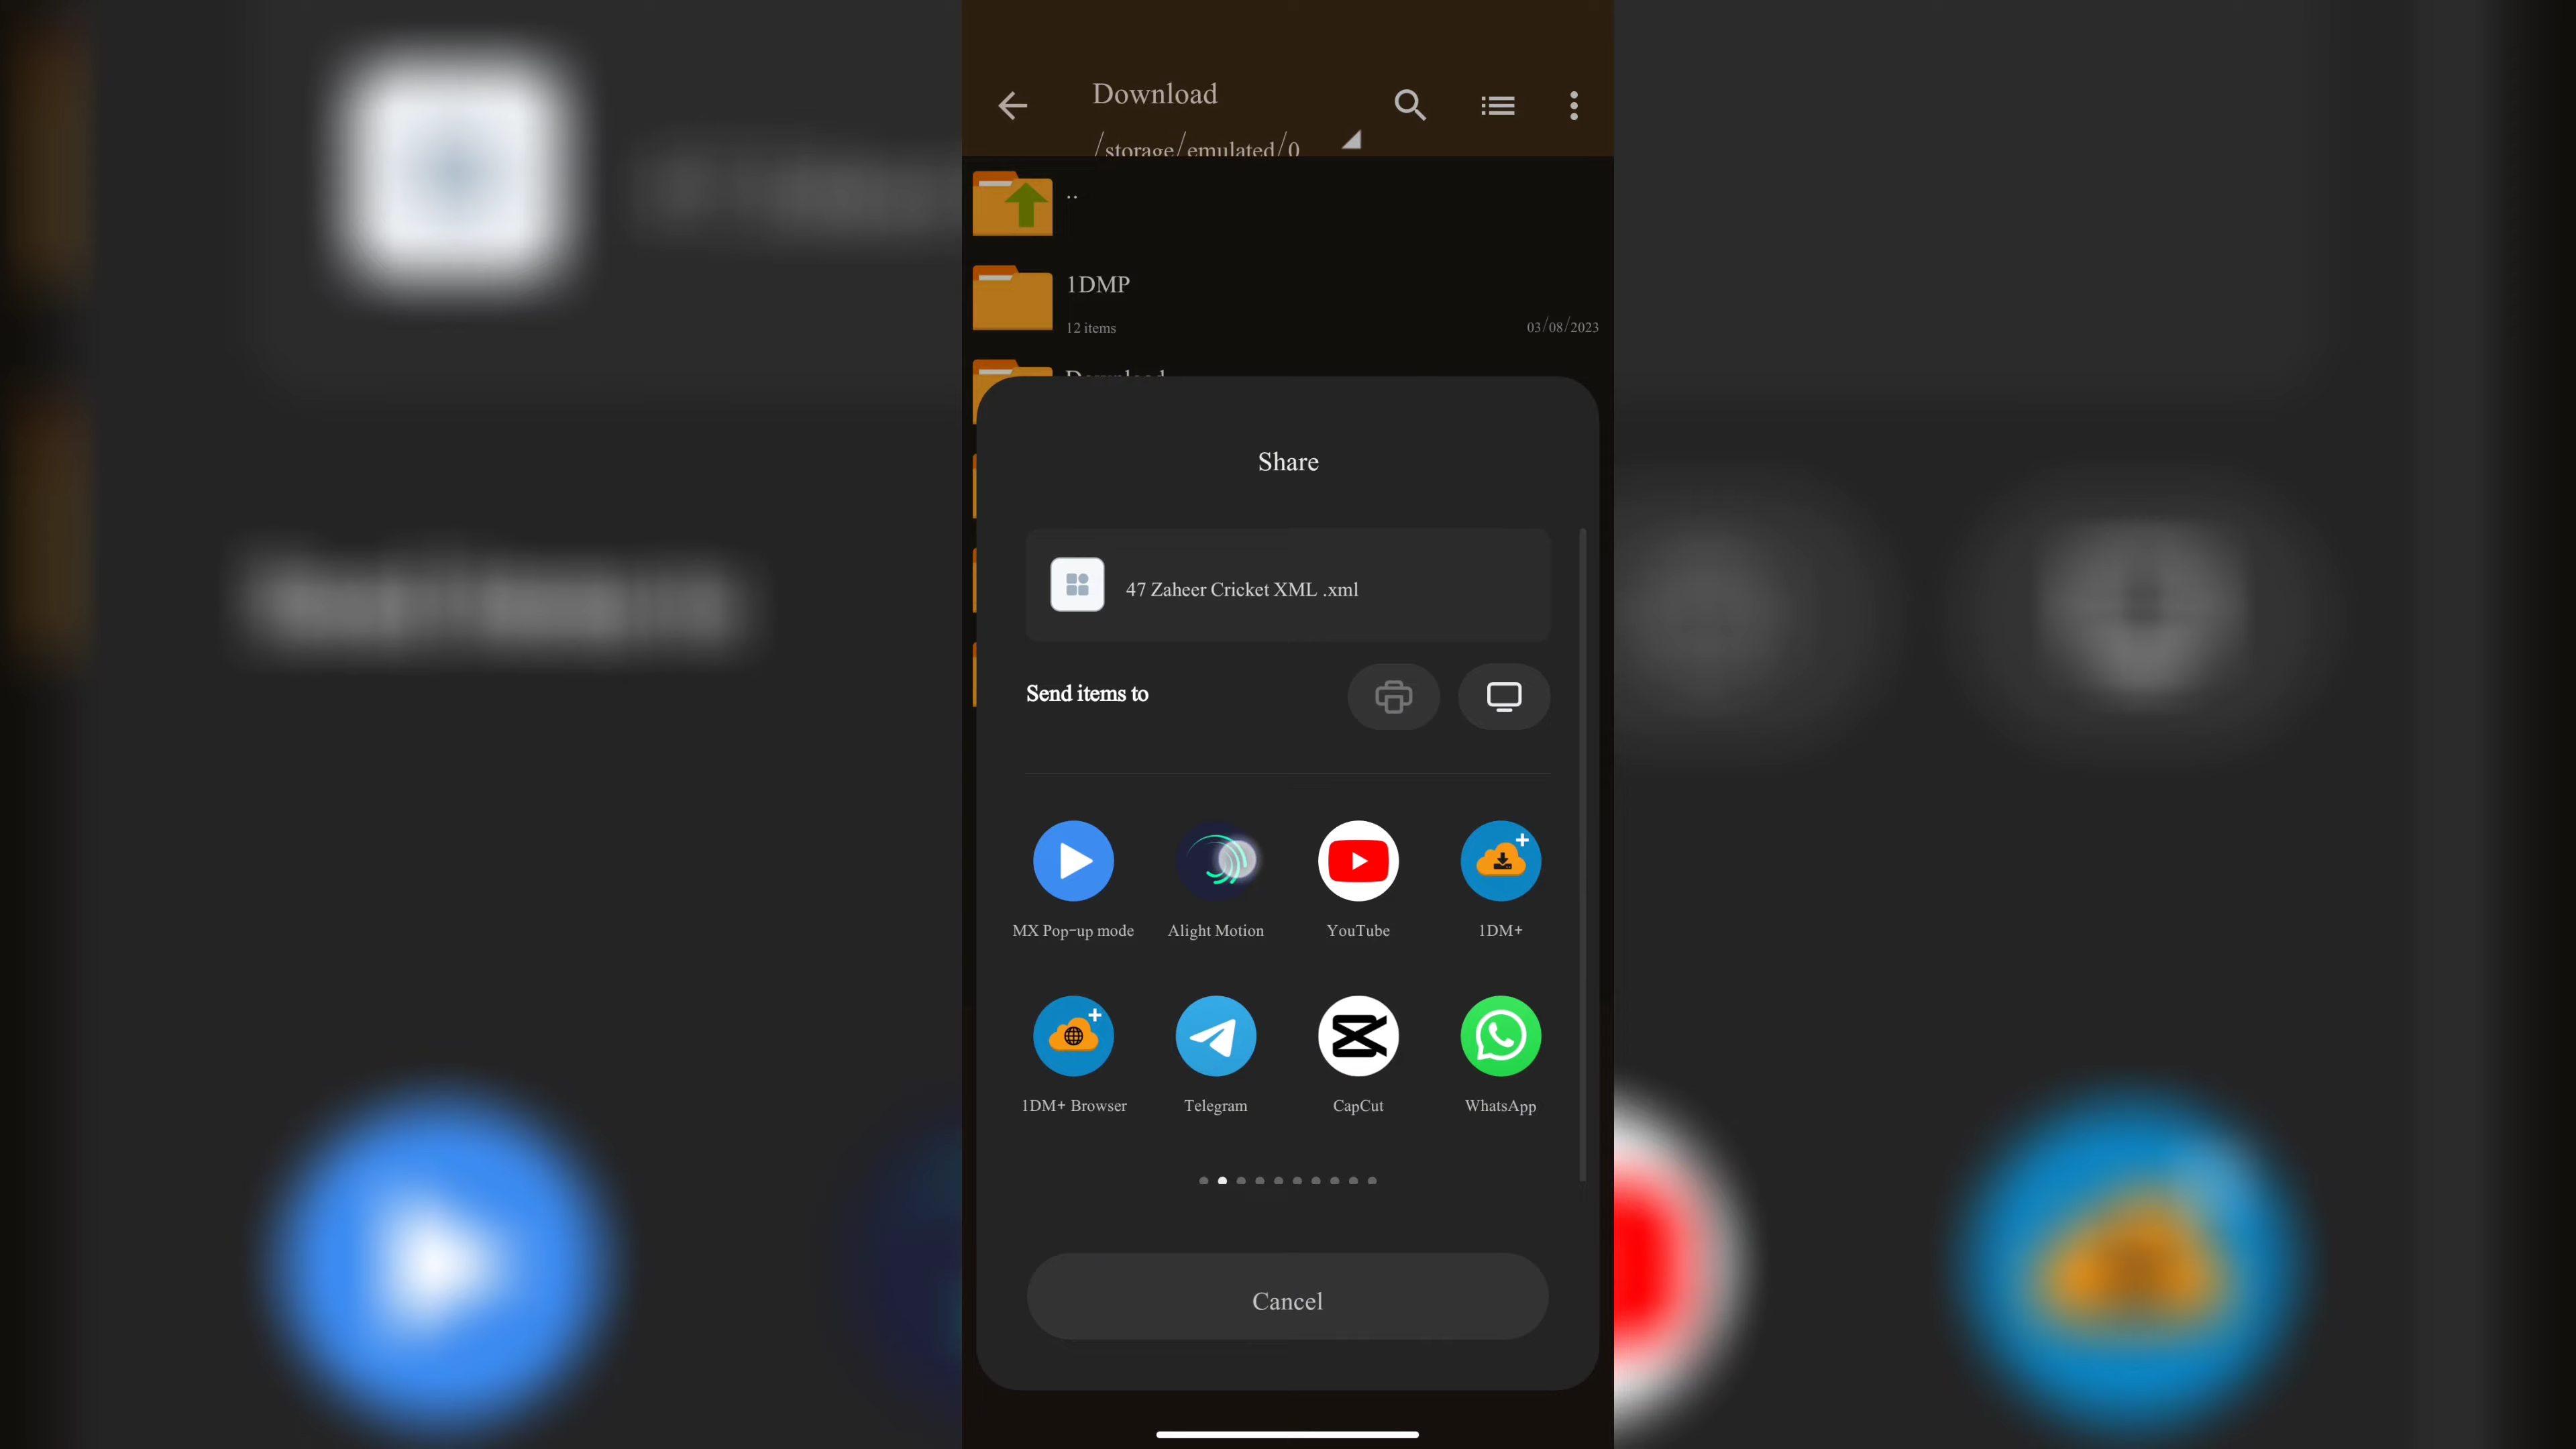 Download
/storage/emulated/0
..
1DMP
12 items
03/08/2023
Download
Share
47 Zaheer Cricket XML .xml
Send items to
MX Pop-up mode
Alight Motion
YouTube
1DM+
1DM+ Browser
Telegram
CapCut
WhatsApp
Cancel